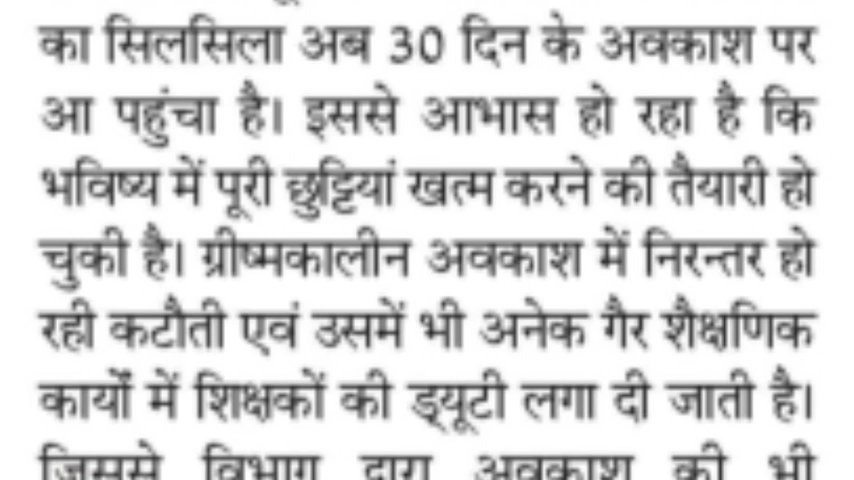 का सिलसिला अब 30 दिन के अवकाश पर
आ पहुंचा है। इससे आभास हो रहा है कि
भविष्य में पूरी छुट्टियां खत्म करने की तैयारी हो
चुकी है। ग्रीष्मकालीन अवकाश में निरन्तर हो
रही कटौती एवं उसमें भी अनेक गैर शैक्षणिक
कार्यों में शिक्षकों की ड्यूटी लगा दी जाती है।
जिससे विभाग द्वारा अवकाश की भी